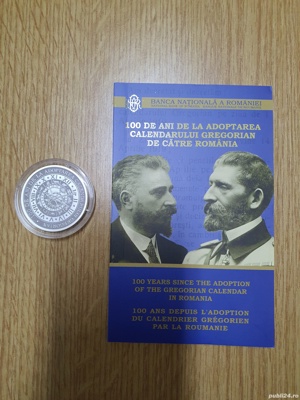 BANCA NAȚIONALĂ A ROMÂNIEI
100 DE ANI DE LA ADOPTAREA
CALENDARULUI GREGORIAN
DE CĂTRE ROMÂNIA
100 YEARS SINCE THE ADOPTION
OF THE GREGORIAN CALENDAR
IN ROMANIA
100 ANS DEPUIS L'ADOPTION
DU CALENDRIER GRÉGORIEN
PAR LA ROUMANIE
publi24.ro